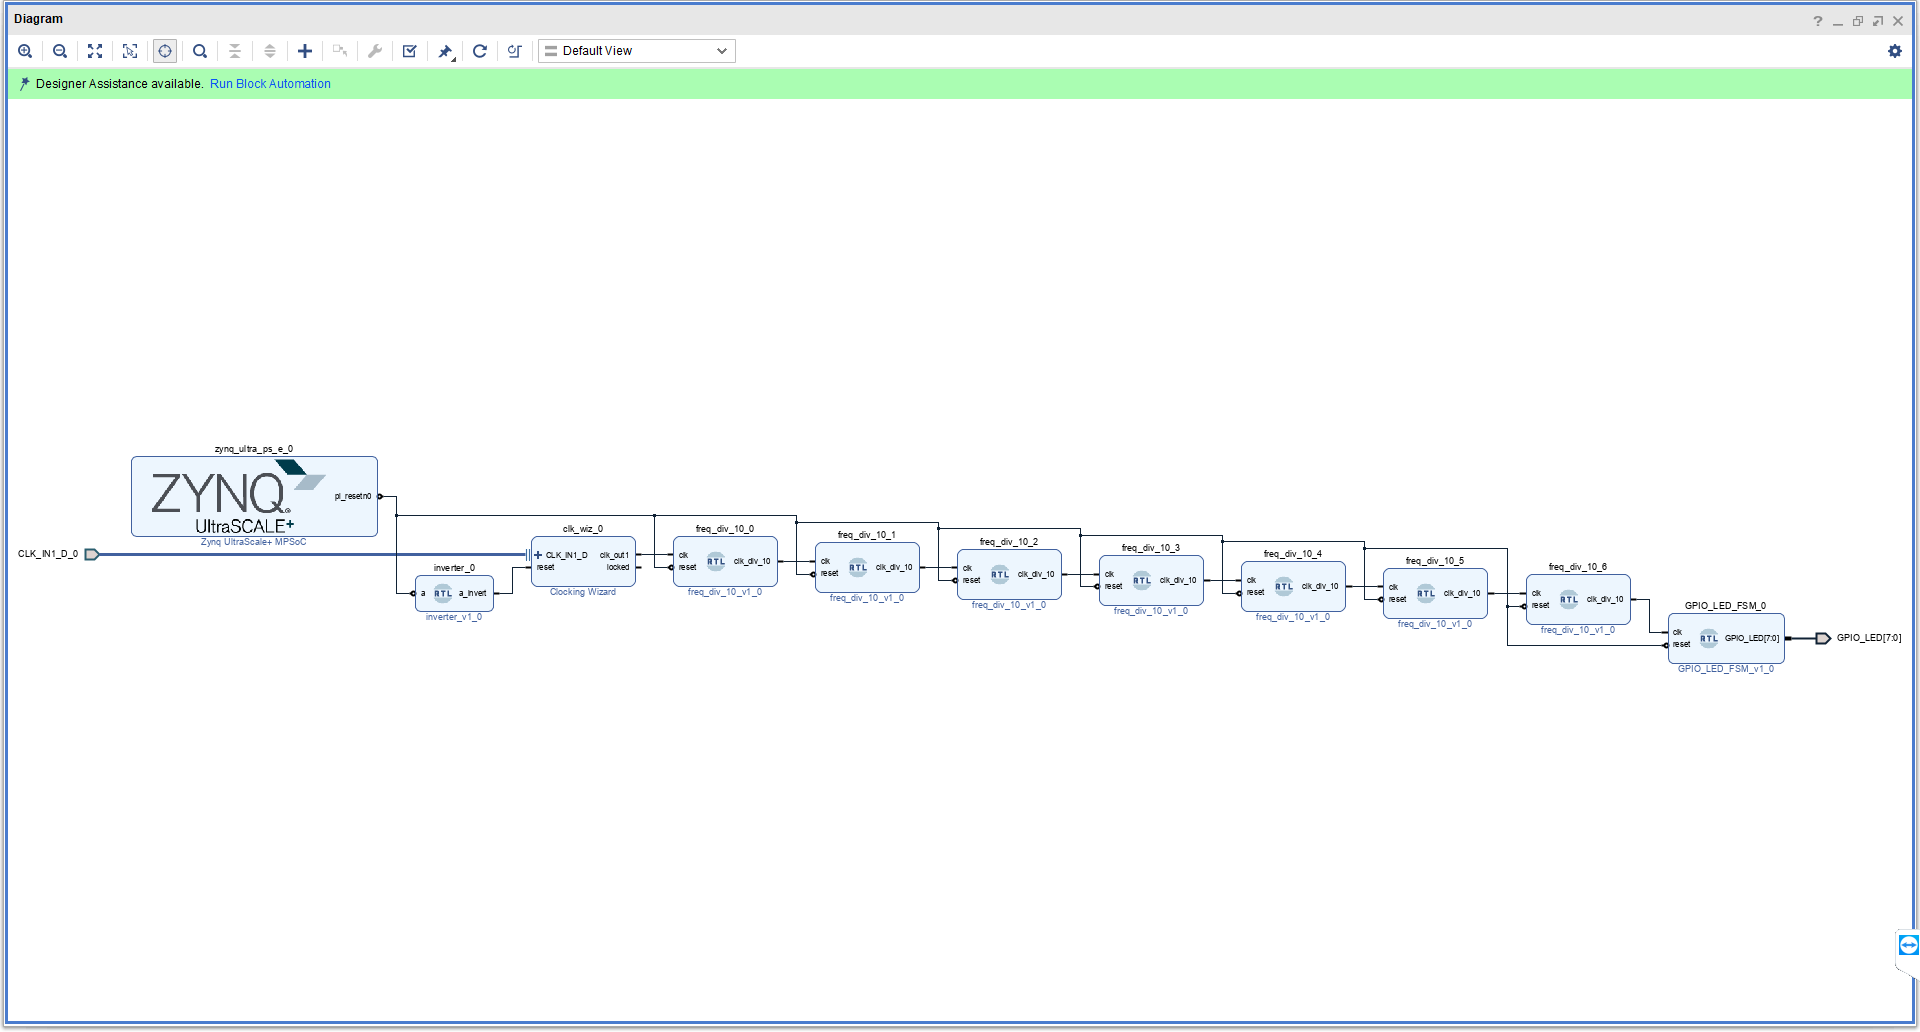 Diagram
Default View
Designer Assistance available. Run Block Automation
zynq_ultra_ps_e_0
ZYNQ
UltraSCALE+
pl_resetn0
Zynq UltraScale+ MPSoC
CLK_IN1_D_0
inverter_0
a RTL a_invert
inverter_v1_0
clk_wiz_0
CLK_IN1_D clk_out1
reset locked
Clocking Wizard
freq_div_10_0
clk
reset
RTL
clk_div_10
freq_div_10_v1_0
freq_div_10_1
clk
reset
RTL
clk_div_10
freq_div_10_v1_0
freq_div_10_2
clk
reset
RTL
clk_div_10
freq_div_10_v1_0
freq_div_10_3
clk
reset
RTL
clk_div_10
freq_div_10_v1_0
freq_div_10_4
clk
reset
RTL
clk_div_10
freq_div_10_v1_0
freq_div_10_5
clk
reset
RTL
clk_div_10
freq_div_10_v1_0
freq_div_10_6
clk
reset
RTL
clk_div_10
freq_div_10_v1_0
GPIO_LED_FSM_0
clk
reset
RTL
GPIO_LED[7:0]
GPIO_LED_FSM_v1_0
GPIO_LED[7:0]